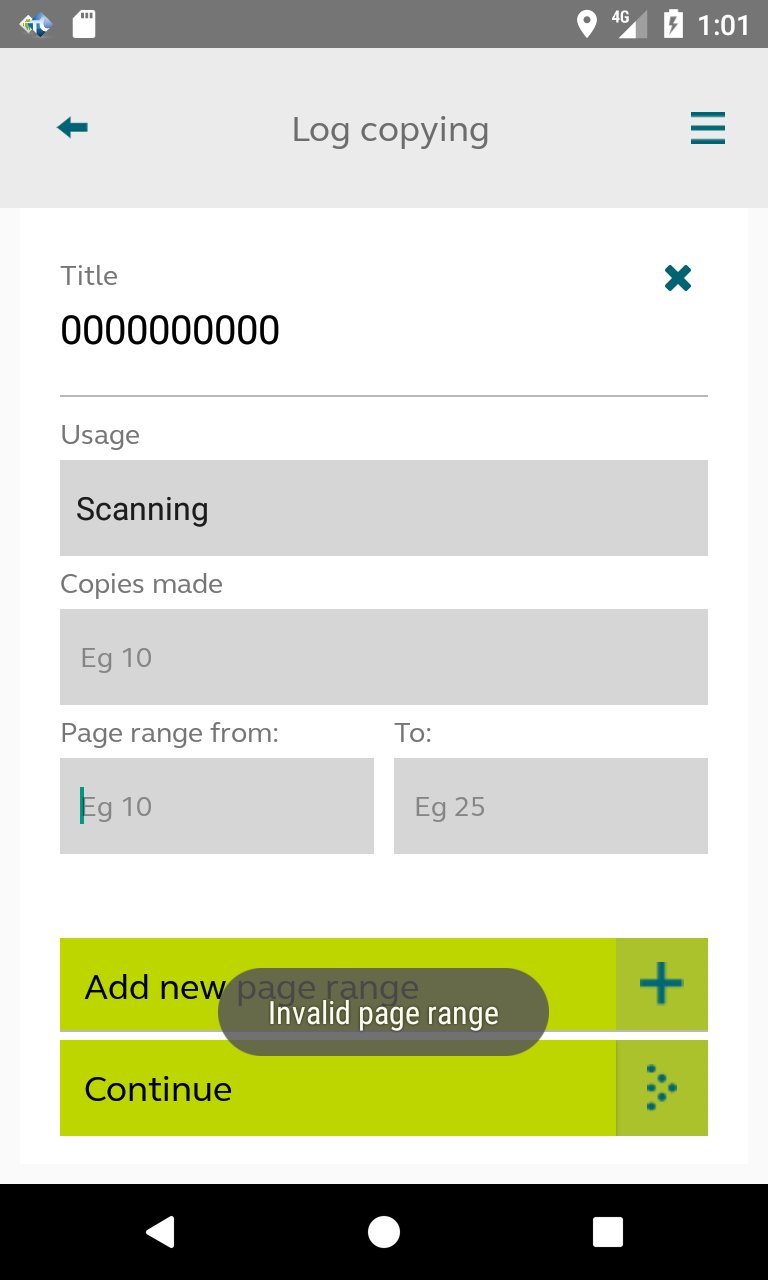 4G 1:01
Log copying
Title
0000000000
Usage
Scanning
Copies made
Eg 10
Page range from: To:
Eg 10 Eg 25
Add new page range
Invalid page range
Continue